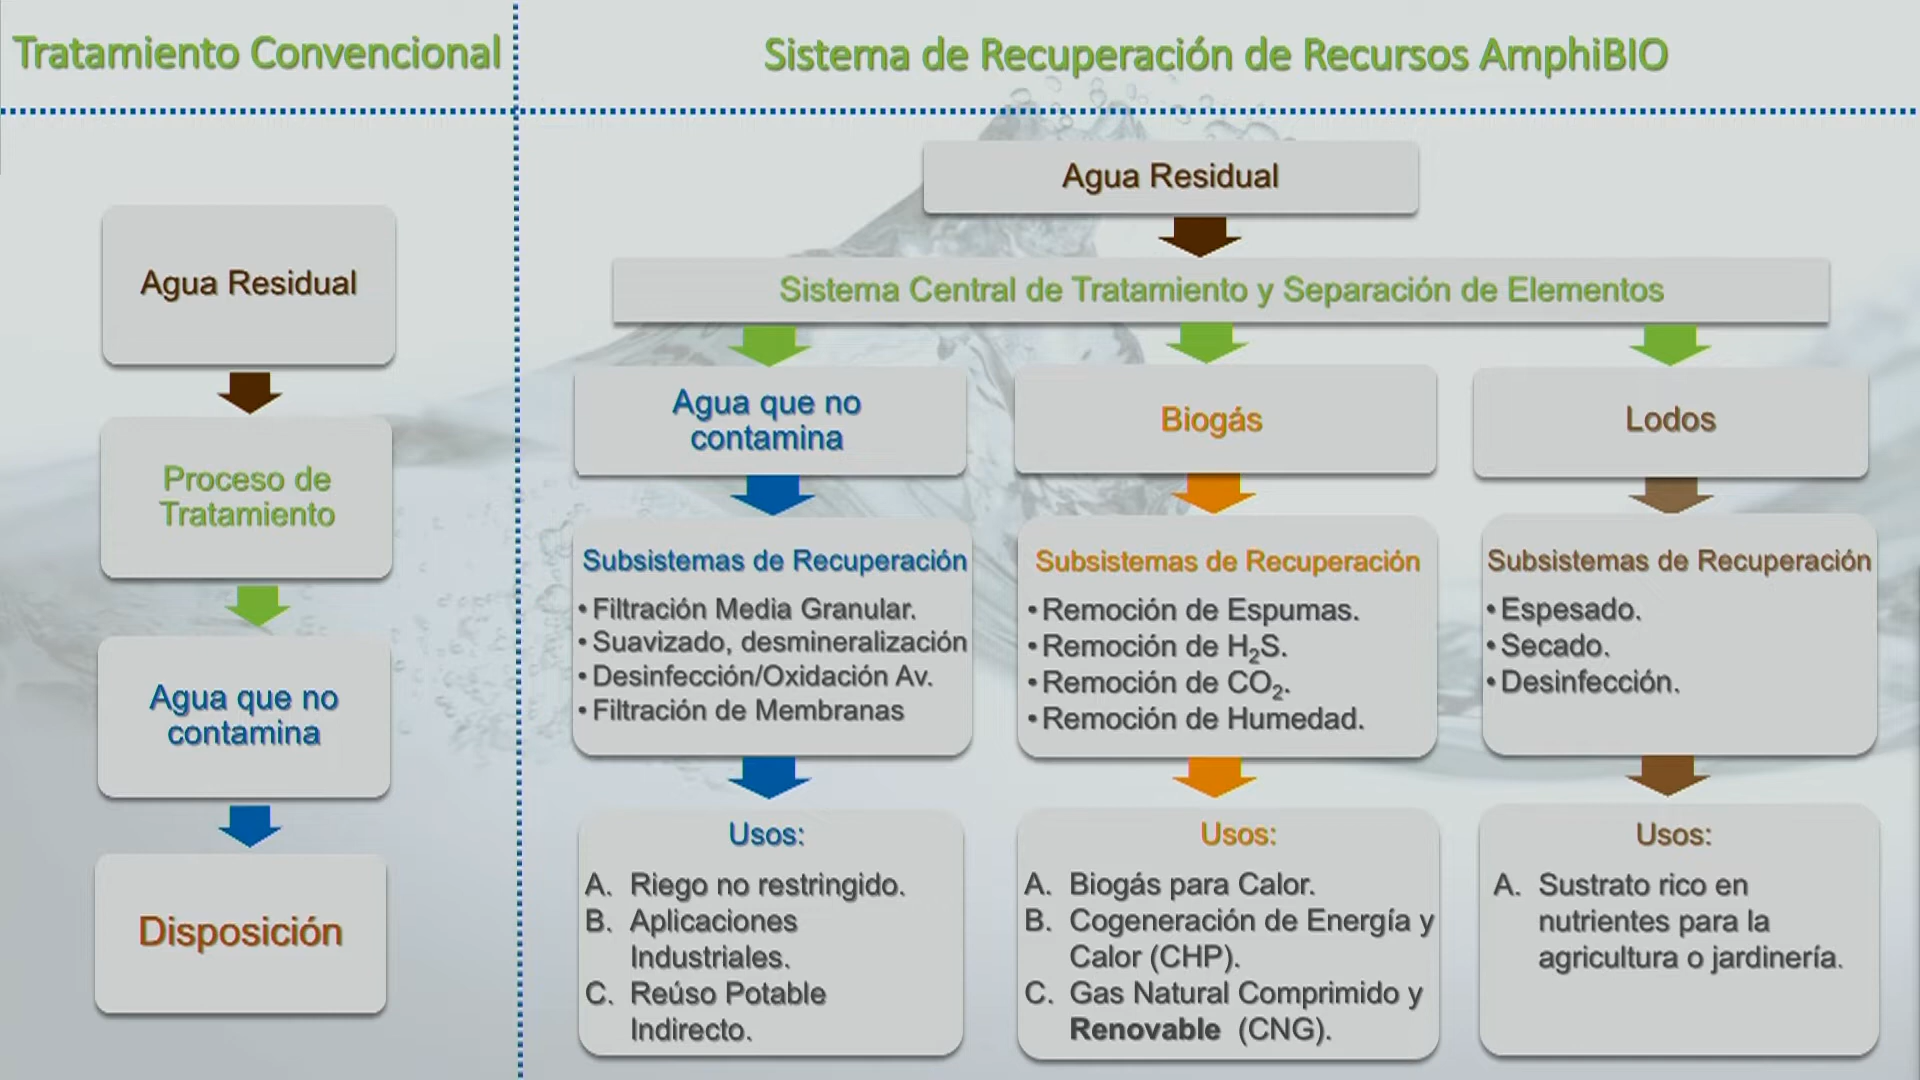 Tratamiento Convencional
Sistema de Recuperación de Recursos AmphiBIO
Agua Residual
Proceso de
Tratamiento
Agua que no
contamina
Disposición
Agua Residual
Sistema Central de Tratamiento y Separación de Elementos
Agua que no
contamina
Subsistemas de Recuperación
• Filtración Media Granular.
• Suavizado, desmineralización
• Desinfección/Oxidación Av.
• Filtración de Membranas
Usos:
A. Riego no restringido.
B. Aplicaciones
Industriales.
C. Reúso Potable
Indirecto.
Biogás
Subsistemas de Recuperación
• Remoción de Espumas.
• Remoción de H₂S.
• Remoción de CO₂.
• Remoción de Humedad.
Usos:
A. Biogás para Calor.
B. Cogeneración de Energía y
Calor (CHP).
C. Gas Natural Comprimido y
Renovable (CNG).
Lodos
Subsistemas de Recuperación
• Espesado.
• Secado.
• Desinfección.
Usos:
A. Sustrato rico en
nutrientes para la
agricultura o jardinería.